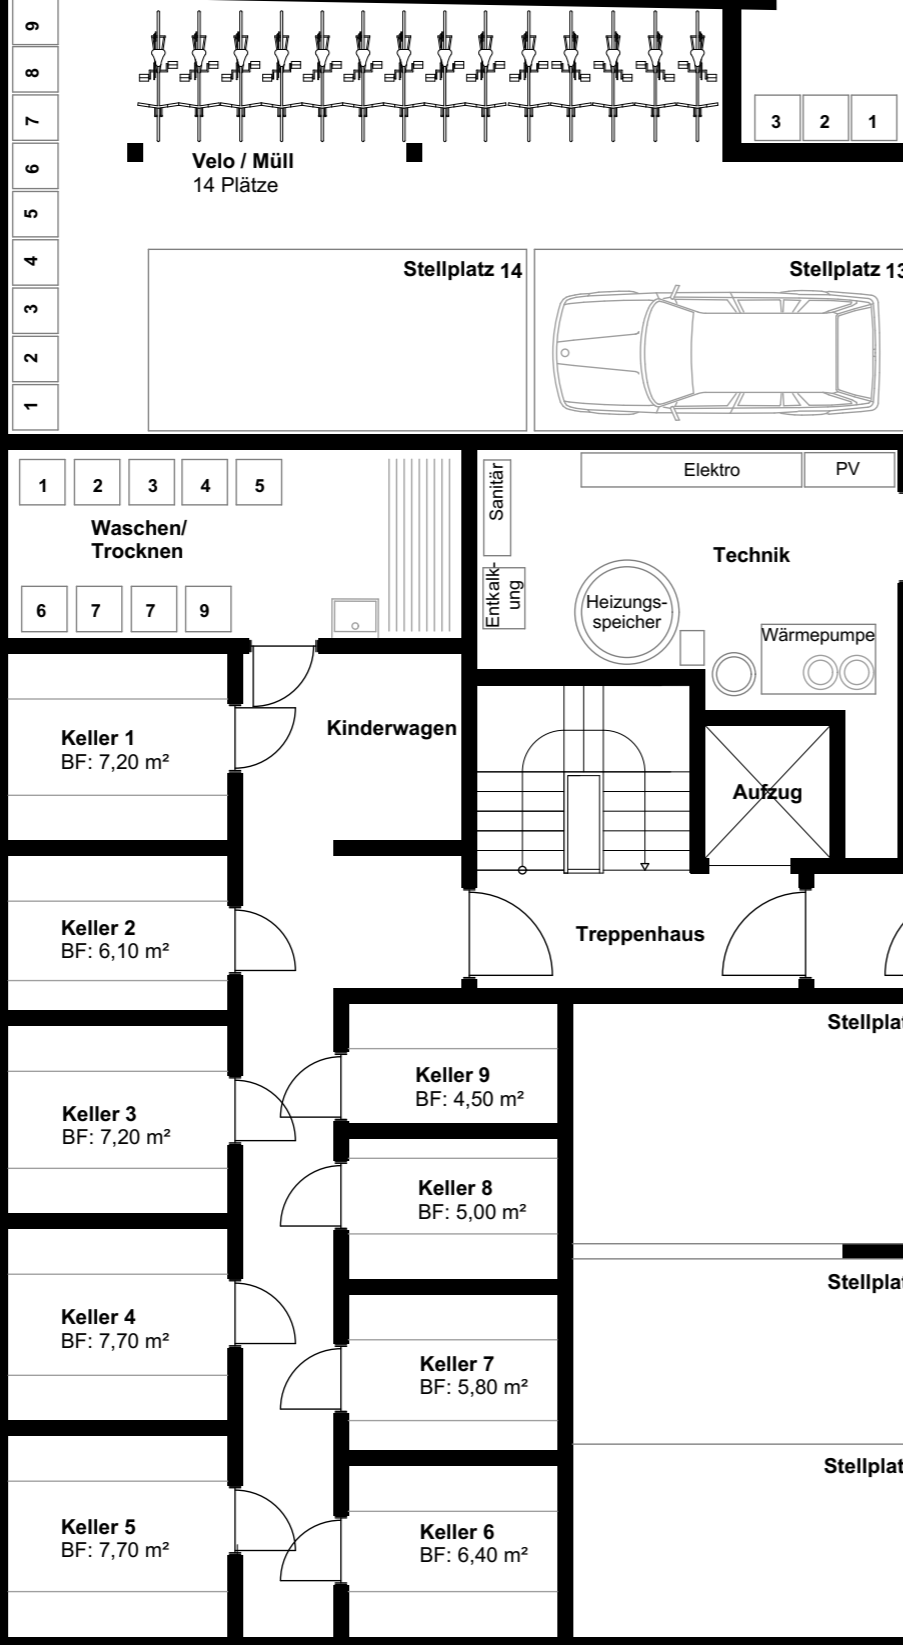 9
8
7
6
5
4
3
2
1
3 2 1
Velo / Müll
14 Plätze
Stellplatz 14
Stellplatz 13
1 2 3 4 5
Waschen/
Trocknen
6 7 7 9
Sanitär
Entkalk-
ung
Elektro
PV
Technik
Heizungs-
speicher
Wärmepumpe
Keller 1
BF: 7,20 m²
Kinderwagen
Aufzug
Keller 2
BF: 6,10 m²
Treppenhaus
Keller 3
BF: 7,20 m²
Keller 9
BF: 4,50 m²
Stellplat
Keller 8
BF: 5,00 m²
Stellplat
Keller 4
BF: 7,70 m²
Keller 7
BF: 5,80 m²
Stellplat
Keller 5
BF: 7,70 m²
Keller 6
BF: 6,40 m²